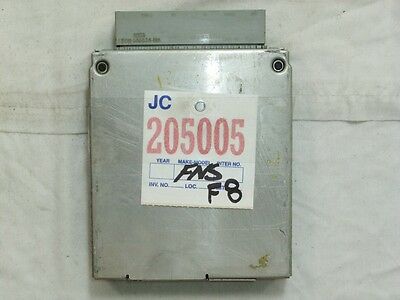 JC
205005
YEAR MAKE-MODEL INTER NO.
FNS
INV. NO. LOC.
F8